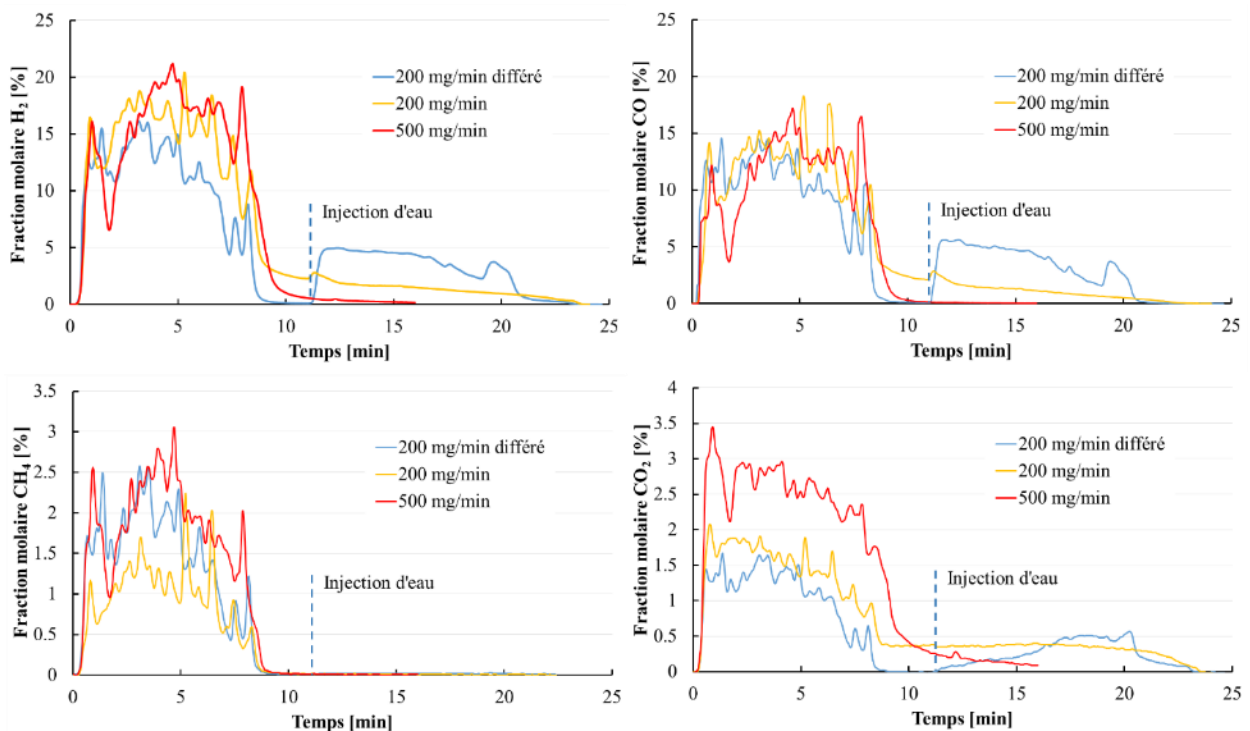 Fraction molaire H2 [%]
25
20
15
10
5
0
200 mg/min différé
200 mg/min
500 mg/min
Injection d'eau
0 5 10 15 20 25
Temps [min]
Fraction molaire CO [%]
25
20
15
10
5
0
200 mg/min différé
200 mg/min
500 mg/min
Injection d'eau
0 5 10 15 20 25
Temps [min]
Fraction molaire CH4 [%]
3.5
3
2.5
2
1.5
1
0.5
0
200 mg/min différé
200 mg/min
500 mg/min
Injection d'eau
0 5 10 15 20 25
Temps [min]
Fraction molaire CO2 [%]
4
3.5
3
2.5
2
1.5
1
0.5
0
200 mg/min différé
200 mg/min
500 mg/min
Injection d'eau
0 5 10 15 20 25
Temps [min]